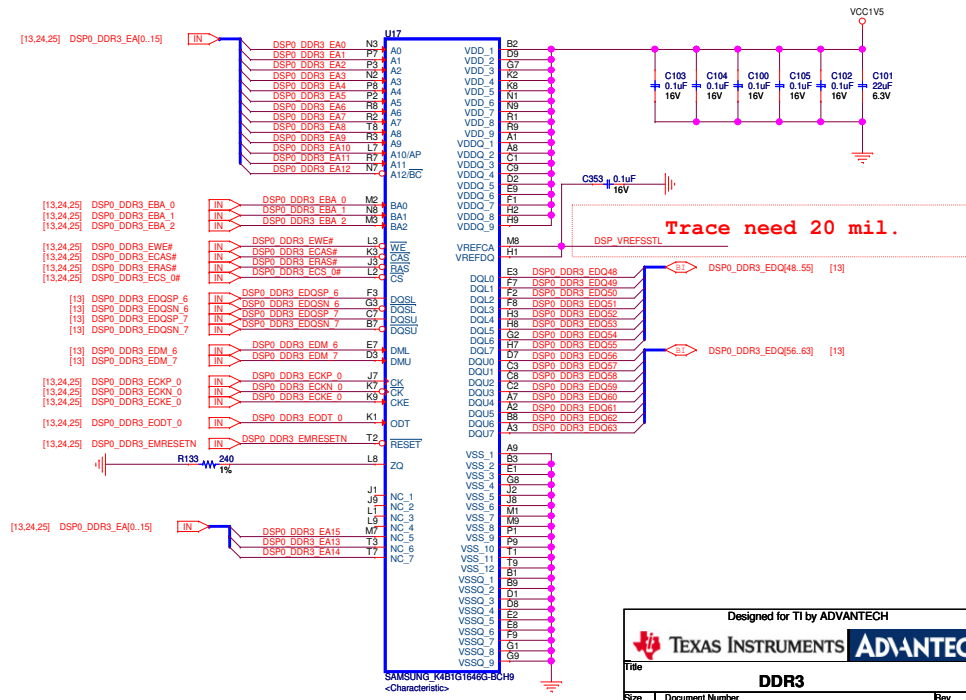 VCC1V5
U17
[13,24,25] DSP0_DDR3_EA[0..15] IN
DSP0_DDR3_EA0 N3 A0
DSP0_DDR3_EA1 P7 A1
DSP0_DDR3_EA2 P3 A2
DSP0_DDR3_EA3 N2 A3
DSP0_DDR3_EA4 P8 A4
DSP0_DDR3_EA5 P2 A5
DSP0_DDR3_EA6 R8 A6
DSP0_DDR3_EA7 R2 A7
DSP0_DDR3_EA8 T8 A8
DSP0_DDR3_EA9 R3 A9
DSP0_DDR3_EA10 L7 A10/AP
DSP0_DDR3_EA11 R7 A11
DSP0_DDR3_EA12 N7 A12/BC
[13,24,25] DSP0_DDR3_EBA_0 IN DSP0_DDR3_EBA_0 M2 BA0
[13,24,25] DSP0_DDR3_EBA_1 IN DSP0_DDR3_EBA_1 N8 BA1
[13,24,25] DSP0_DDR3_EBA_2 IN DSP0_DDR3_EBA_2 M3 BA2
[13,24,25] DSP0_DDR3_EWE# IN DSP0_DDR3_EWE# L3 WE
[13,24,25] DSP0_DDR3_ECAS# IN DSP0_DDR3_ECAS# K3 CAS
[13,24,25] DSP0_DDR3_ERAS# IN DSP0_DDR3_ERAS# J3 RAS
[13,24,25] DSP0_DDR3_ECS_0# IN DSP0_DDR3_ECS_0# L2 CS
[13] DSP0_DDR3_EDQSP_6 IN DSP0_DDR3_EDQSP_6 F3 DQSL
[13] DSP0_DDR3_EDQSN_6 IN DSP0_DDR3_EDQSN_6 G3 DQSL
[13] DSP0_DDR3_EDQSP_7 IN DSP0_DDR3_EDQSP_7 C7 DQSU
[13] DSP0_DDR3_EDQSN_7 IN DSP0_DDR3_EDQSN_7 B7 DQSU
[13] DSP0_DDR3_EDM_6 IN DSP0_DDR3_EDM_6 E7 DML
[13] DSP0_DDR3_EDM_7 IN DSP0_DDR3_EDM_7 D3 DMU
[13,24,25] DSP0_DDR3_ECKP_0 IN DSP0_DDR3_ECKP_0 J7 CK
[13,24,25] DSP0_DDR3_ECKN_0 IN DSP0_DDR3_ECKN_0 K7 CK
[13,24,25] DSP0_DDR3_ECKE_0 IN DSP0_DDR3_ECKE_0 K9 CKE
[13,24,25] DSP0_DDR3_EODT_0 IN DSP0_DDR3_EODT_0 K1 ODT
[13,24,25] DSP0_DDR3_EMRESETN IN DSP0_DDR3_EMRESETN T2 RESET
R133 240 L8 ZQ
1%
J1 NC_1
J9 NC_2
L1 NC_3
L9 NC_4
[13,24,25] DSP0_DDR3_EA[0..15] IN
DSP0_DDR3_EA15 M7 NC_5
DSP0_DDR3_EA13 T3 NC_6
DSP0_DDR3_EA14 T7 NC_7
VDD_1 B2
VDD_2 D9
VDD_3 G7
VDD_4 K2
VDD_5 K8
VDD_6 N1
VDD_7 N9
VDD_8 R1
VDD_9 R9
VDDQ_1 A1
VDDQ_2 A8
VDDQ_3 C1
VDDQ_4 C9
VDDQ_5 D2
VDDQ_6 E9
VDDQ_7 F1
VDDQ_8 H2
VDDQ_9 H9
VREFCA M8 DSP_VREFSSTL
VREFDQ H1
C103 C104 C100 C105 C102 C101
0.1uF 0.1uF 0.1uF 0.1uF 0.1uF 22uF
16V 16V 16V 16V 16V 6.3V
C353 0.1uF
16V
Trace need 20 mil.
DQL0 E3 DSP0_DDR3_EDQ48
DQL1 F7 DSP0_DDR3_EDQ49
DQL2 F2 DSP0_DDR3_EDQ50
DQL3 F8 DSP0_DDR3_EDQ51
DQL4 H3 DSP0_DDR3_EDQ52
DQL5 H8 DSP0_DDR3_EDQ53
DQL6 G2 DSP0_DDR3_EDQ54
DQL7 H7 DSP0_DDR3_EDQ55
BI DSP0_DDR3_EDQ[48..55] [13]
DQU0 D7 DSP0_DDR3_EDQ56
DQU1 C3 DSP0_DDR3_EDQ57
DQU2 C8 DSP0_DDR3_EDQ58
DQU3 C2 DSP0_DDR3_EDQ59
DQU4 A7 DSP0_DDR3_EDQ60
DQU5 A2 DSP0_DDR3_EDQ61
DQU6 B8 DSP0_DDR3_EDQ62
DQU7 A3 DSP0_DDR3_EDQ63
BI DSP0_DDR3_EDQ[56..63] [13]
VSS_1 A9
VSS_2 B3
VSS_3 E1
VSS_4 G8
VSS_5 J2
VSS_6 J8
VSS_7 M1
VSS_8 M9
VSS_9 P1
VSS_10 P9
VSS_11 T1
VSS_12 T9
VSSQ_1 B1
VSSQ_2 B9
VSSQ_3 D1
VSSQ_4 D8
VSSQ_5 E2
VSSQ_6 E8
VSSQ_7 F9
VSSQ_8 G1
VSSQ_9 G9
SAMSUNG_K4B1G1646G-BCH9
<Characteristic>
Designed for TI by ADVANTECH
TEXAS INSTRUMENTS ADVANTEC
Title
DDR3
Size Document Number Rev